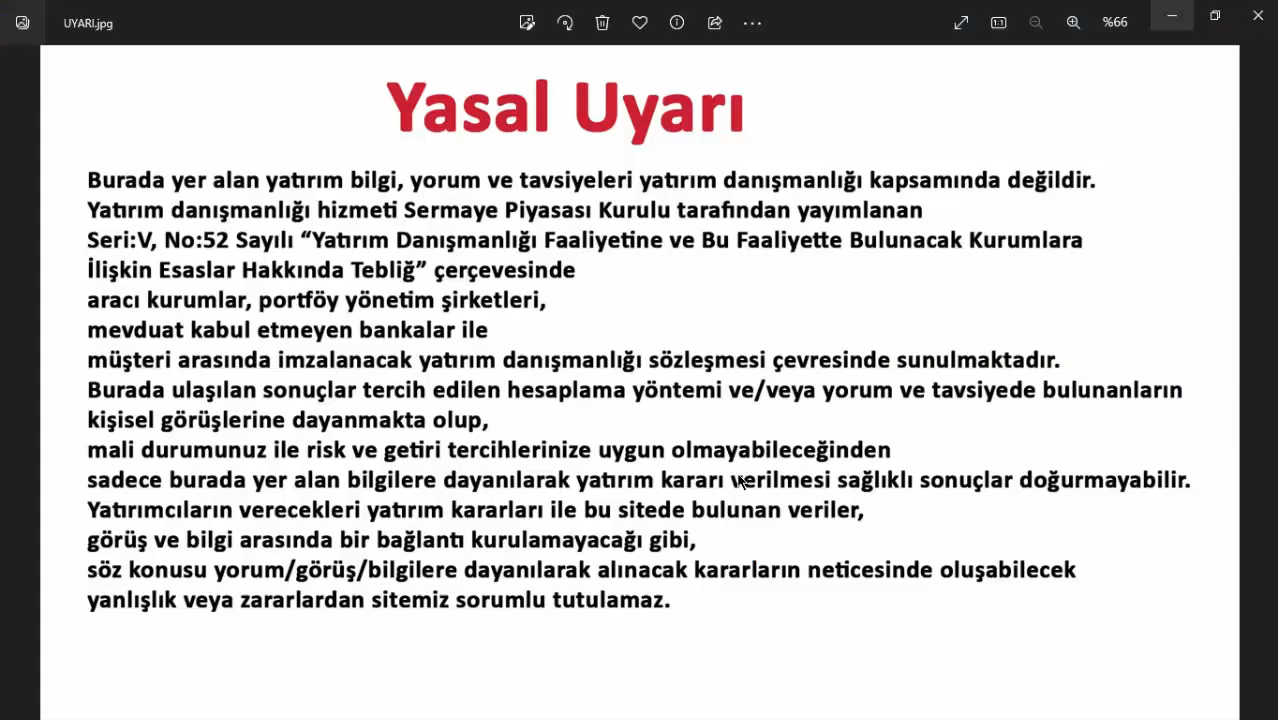 UYARI.jpg
%66
Yasal Uyarı
Burada yer alan yatırım bilgi, yorum ve tavsiyeleri yatırım danışmanlığı kapsamında değildir.
Yatırım danışmanlığı hizmeti Sermaye Piyasası Kurulu tarafından yayımlanan
Seri:V, No:52 Sayılı “Yatırım Danışmanlığı Faaliyetine ve Bu Faaliyette Bulunacak Kurumlara
İlişkin Esaslar Hakkında Tebliğ” çerçevesinde
aracı kurumlar, portföy yönetim şirketleri,
mevduat kabul etmeyen bankalar ile
müşteri arasında imzalanacak yatırım danışmanlığı sözleşmesi çevresinde sunulmaktadır.
Burada ulaşılan sonuçlar tercih edilen hesaplama yöntemi ve/veya yorum ve tavsiyede bulunanların
kişisel görüşlerine dayanmakta olup,
mali durumunuz ile risk ve getiri tercihlerinize uygun olmayabileceğinden
sadece burada yer alan bilgilere dayanılarak yatırım kararı verilmesi sağlıklı sonuçlar doğurmayabilir.
Yatırımcıların verecekleri yatırım kararları ile bu sitede bulunan veriler,
görüş ve bilgi arasında bir bağlantı kurulamayacağı gibi,
söz konusu yorum/görüş/bilgilere dayanılarak alınacak kararların neticesinde oluşabilecek
yanlışlık veya zararlardan sitemiz sorumlu tutulamaz.